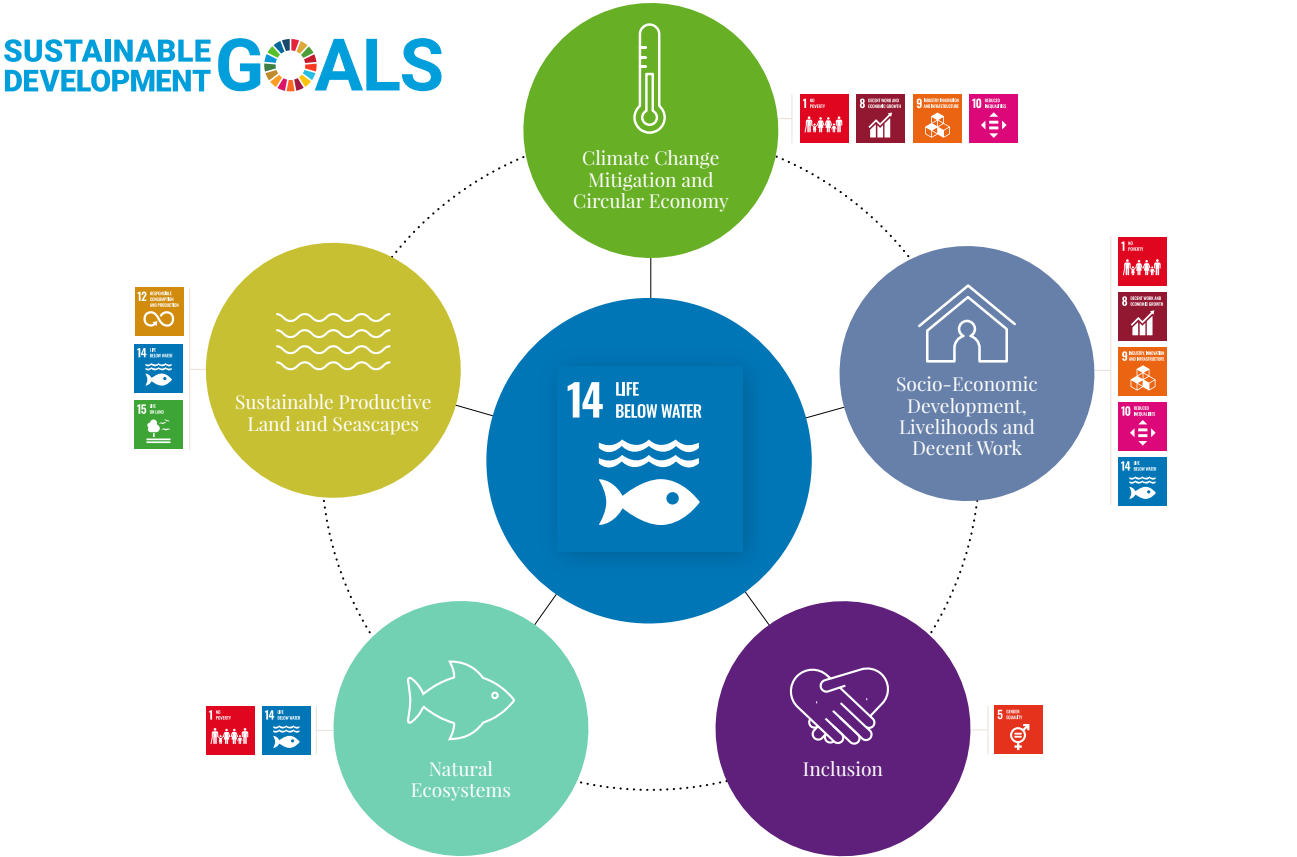 SUSTAINABLE
DEVELOPMENT
GOALS
Climate Change
Mitigation and
Circular Economy
1 NO
POVERTY
8 DECENT WORK AND
ECONOMIC GROWTH
9 INDUSTRY, INNOVATION
AND INFRASTRUCTURE
10 REDUCED
INEQUALITIES
Socio-Economic
Development,
Livelihoods and
Decent Work
1 NO
POVERTY
8 DECENT WORK AND
ECONOMIC GROWTH
9 INDUSTRY, INNOVATION
AND INFRASTRUCTURE
10 REDUCED
INEQUALITIES
14 LIFE
BELOW WATER
12 RESPONSIBLE
CONSUMPTION
AND PRODUCTION
14 LIFE
BELOW WATER
15 LIFE
ON LAND
Sustainable Productive
Land and Seascapes
14 LIFE
BELOW WATER
1 NO
POVERTY
14 LIFE
BELOW WATER
Natural
Ecosystems
Inclusion
5 GENDER
EQUALITY